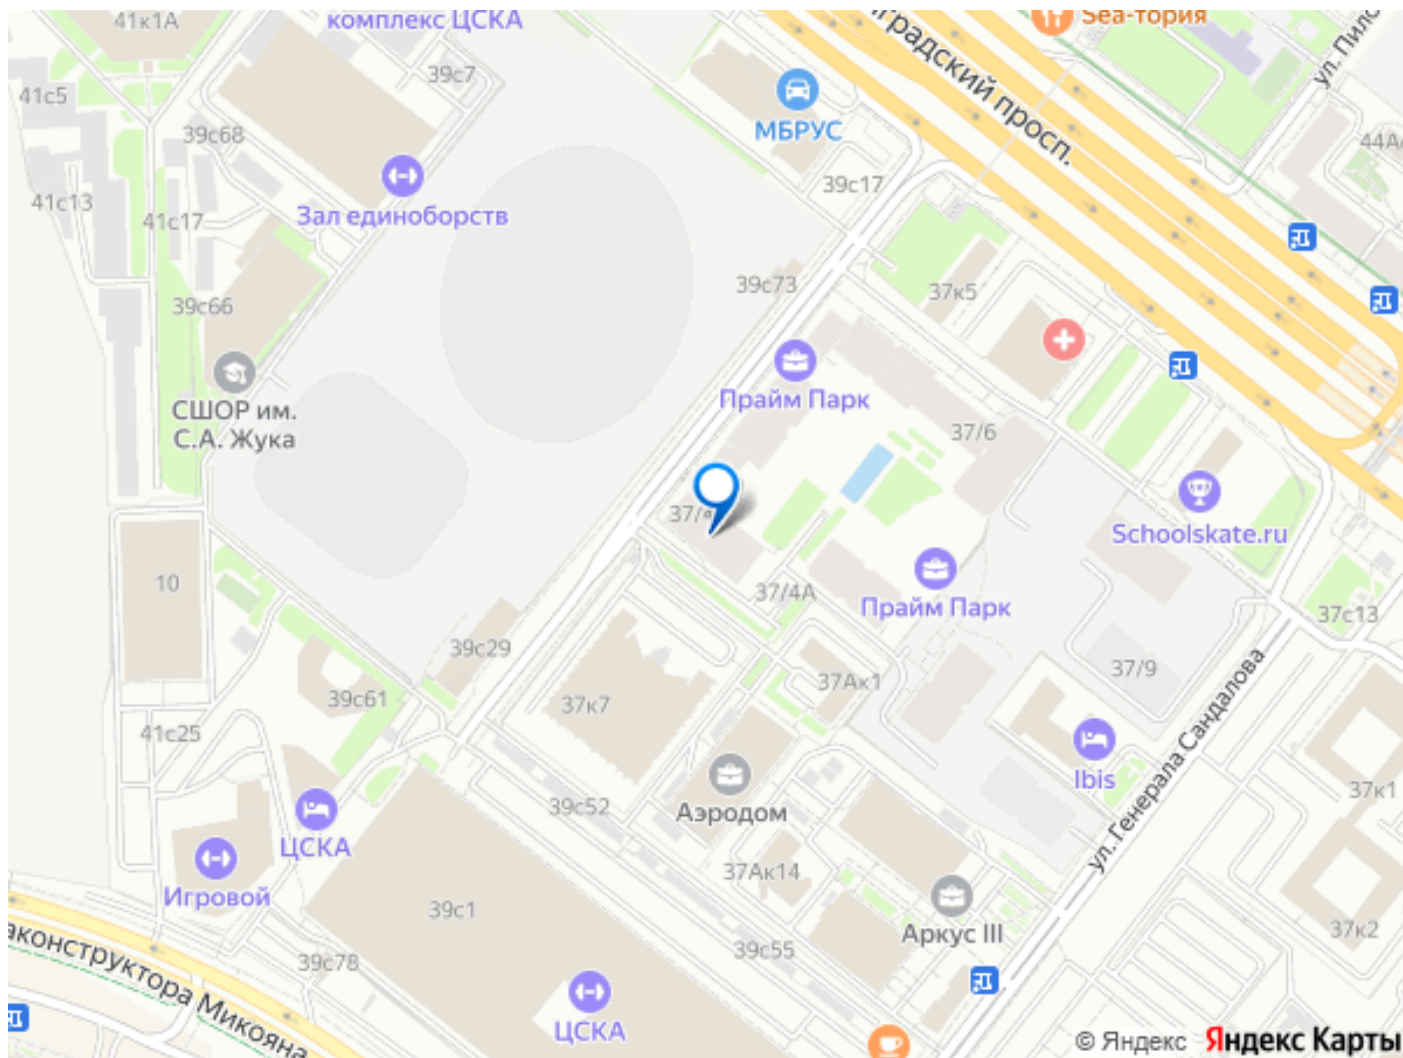 41к1А
комплекс ЦСКА
Sea-тория
градский просп.
ул. Пило
39с7
41с5
МБРУС
39с68
44А
39с17
41с13
41с17
Зал единоборств
39с73
37к5
39с66
Прайм Парк
СШОР им.
С.А. Жука
37/6
37/4
Schoolskate.ru
10
37/4А
Прайм Парк
37с13
39с29
37/9
37Ак1
39с61
37к7
41с25
ул. Генерала Сандалова
Ibis
37к1
39с52
Аэродом
ЦСКА
37Ак14
Игровой
39с1
Аркус III
37к2
39с55
39с78
аконструктора Микояна
ЦСКА
© Яндекс Яндекс Карты